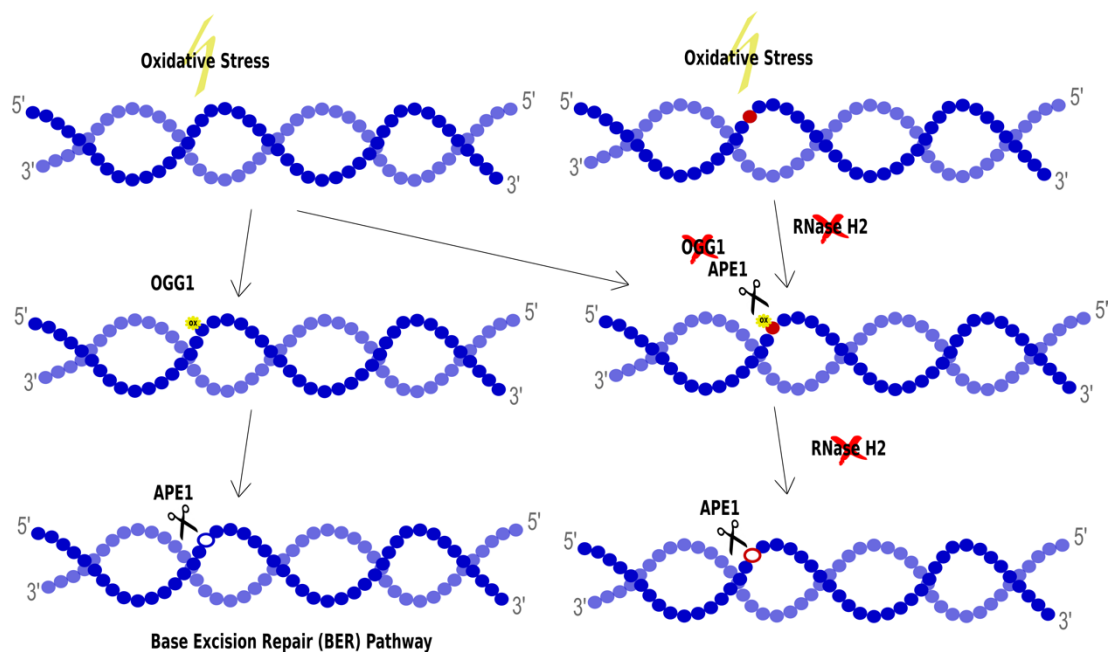 Oxidative Stress
Oxidative Stress
5'
5'
5'
5'
3'
3'
3'
3'
RNase H2
OGG1
APE1
OGG1
5'
5'
ox
5'
ox
5'
3'
3'
3'
3'
RNase H2
APE1
APE1
5'
5'
5'
5'
3'
3'
3'
3'
Base Excision Repair (BER) Pathway